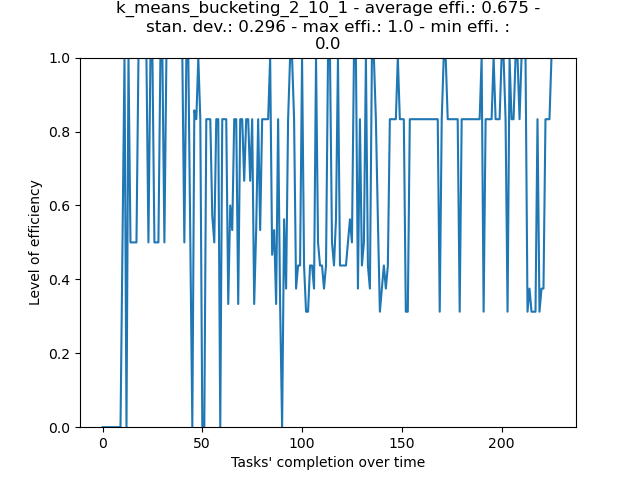 k_means_bucketing_2_10_1 - average effi.: 0.675 -
stan. dev.: 0.296 - max effi.: 1.0 - min effi. :
0.0
1.0
0.8
0.6
0.4
0.2
0.0
Level of efficiency
0 50 100 150 200
Tasks' completion over time